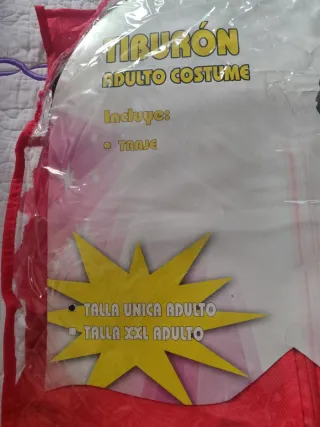 TIBURÓN
ADULTO COSTUME
Incluye:
• TRAJE
• TALLA UNICA ADULTO
• TALLA XXL ADULTO